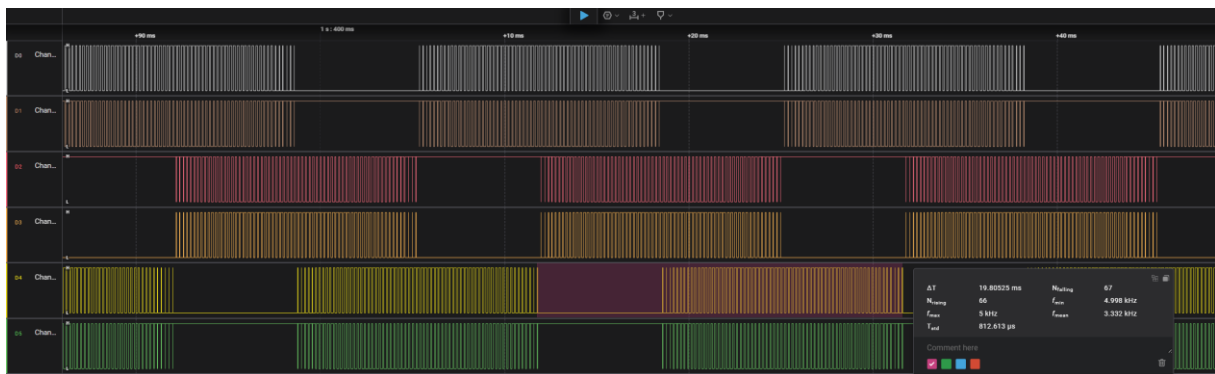 1 s : 400 ms
+90 ms +10 ms +20 ms +30 ms +40 ms
D0 Chan...
D1 Chan...
D2 Chan...
D3 Chan...
D4 Chan...
D5 Chan...
ΔT 19.80525 ms Nfalling 67
Nrising 66 fmin 4.998 kHz
fmax 5 kHz fmean 3.332 kHz
Tstd 812.613 μs
Comment here